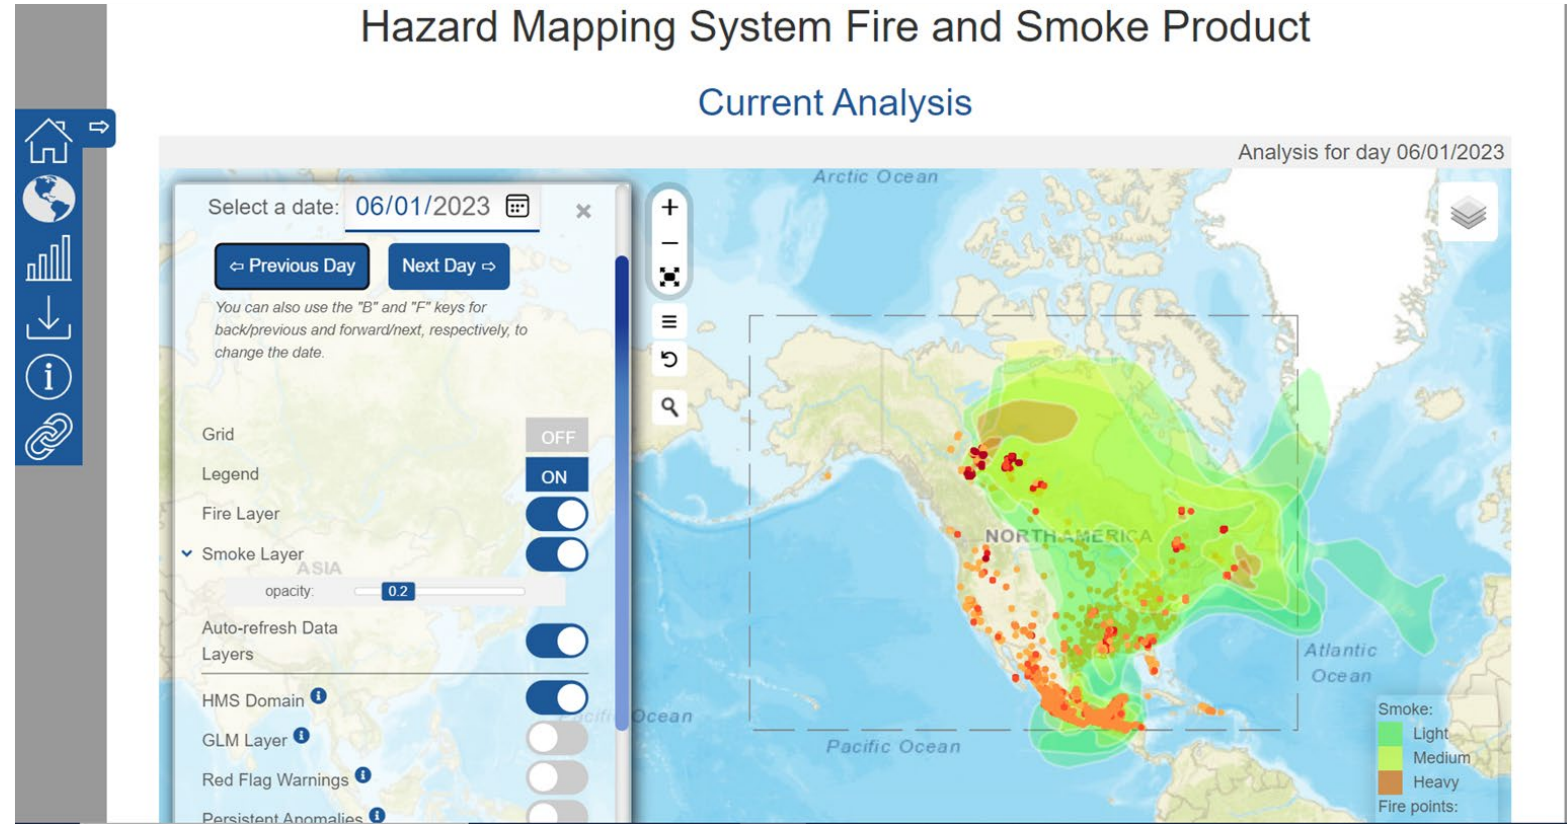 Hazard Mapping System Fire and Smoke Product
Current Analysis
Analysis for day 06/01/2023
Select a date: 06/01/2023
×
⇦ Previous Day
Next Day ⇨
You can also use the "B" and "F" keys for
back/previous and forward/next, respectively, to
change the date.
Grid
OFF
Legend
ON
Fire Layer
Smoke Layer
ASIA
opacity:
0.2
Auto-refresh Data
Layers
HMS Domain
GLM Layer
Red Flag Warnings
Persistent Anomalies
+
−
Arctic Ocean
NORTH AMERICA
Atlantic
Ocean
Pacific Ocean
Pacific Ocean
Smoke:
Light
Medium
Heavy
Fire points: